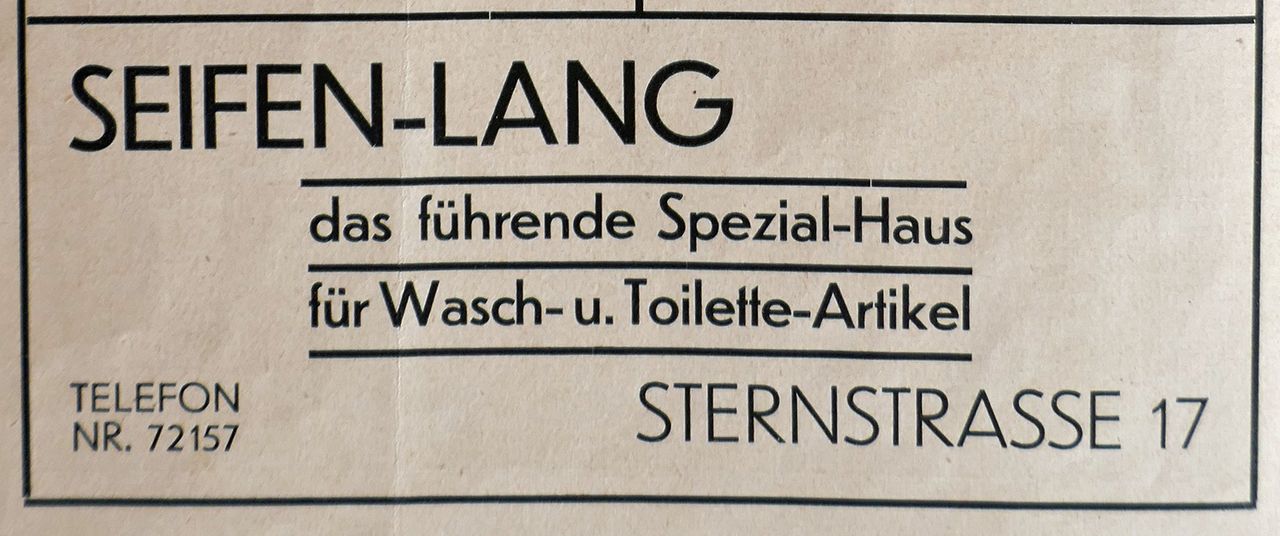 SEIFEN-LANG
das führende Spezial-Haus
für Wasch- u. Toilette-Artikel
TELEFON
NR. 72157
STERNSTRASSE 17